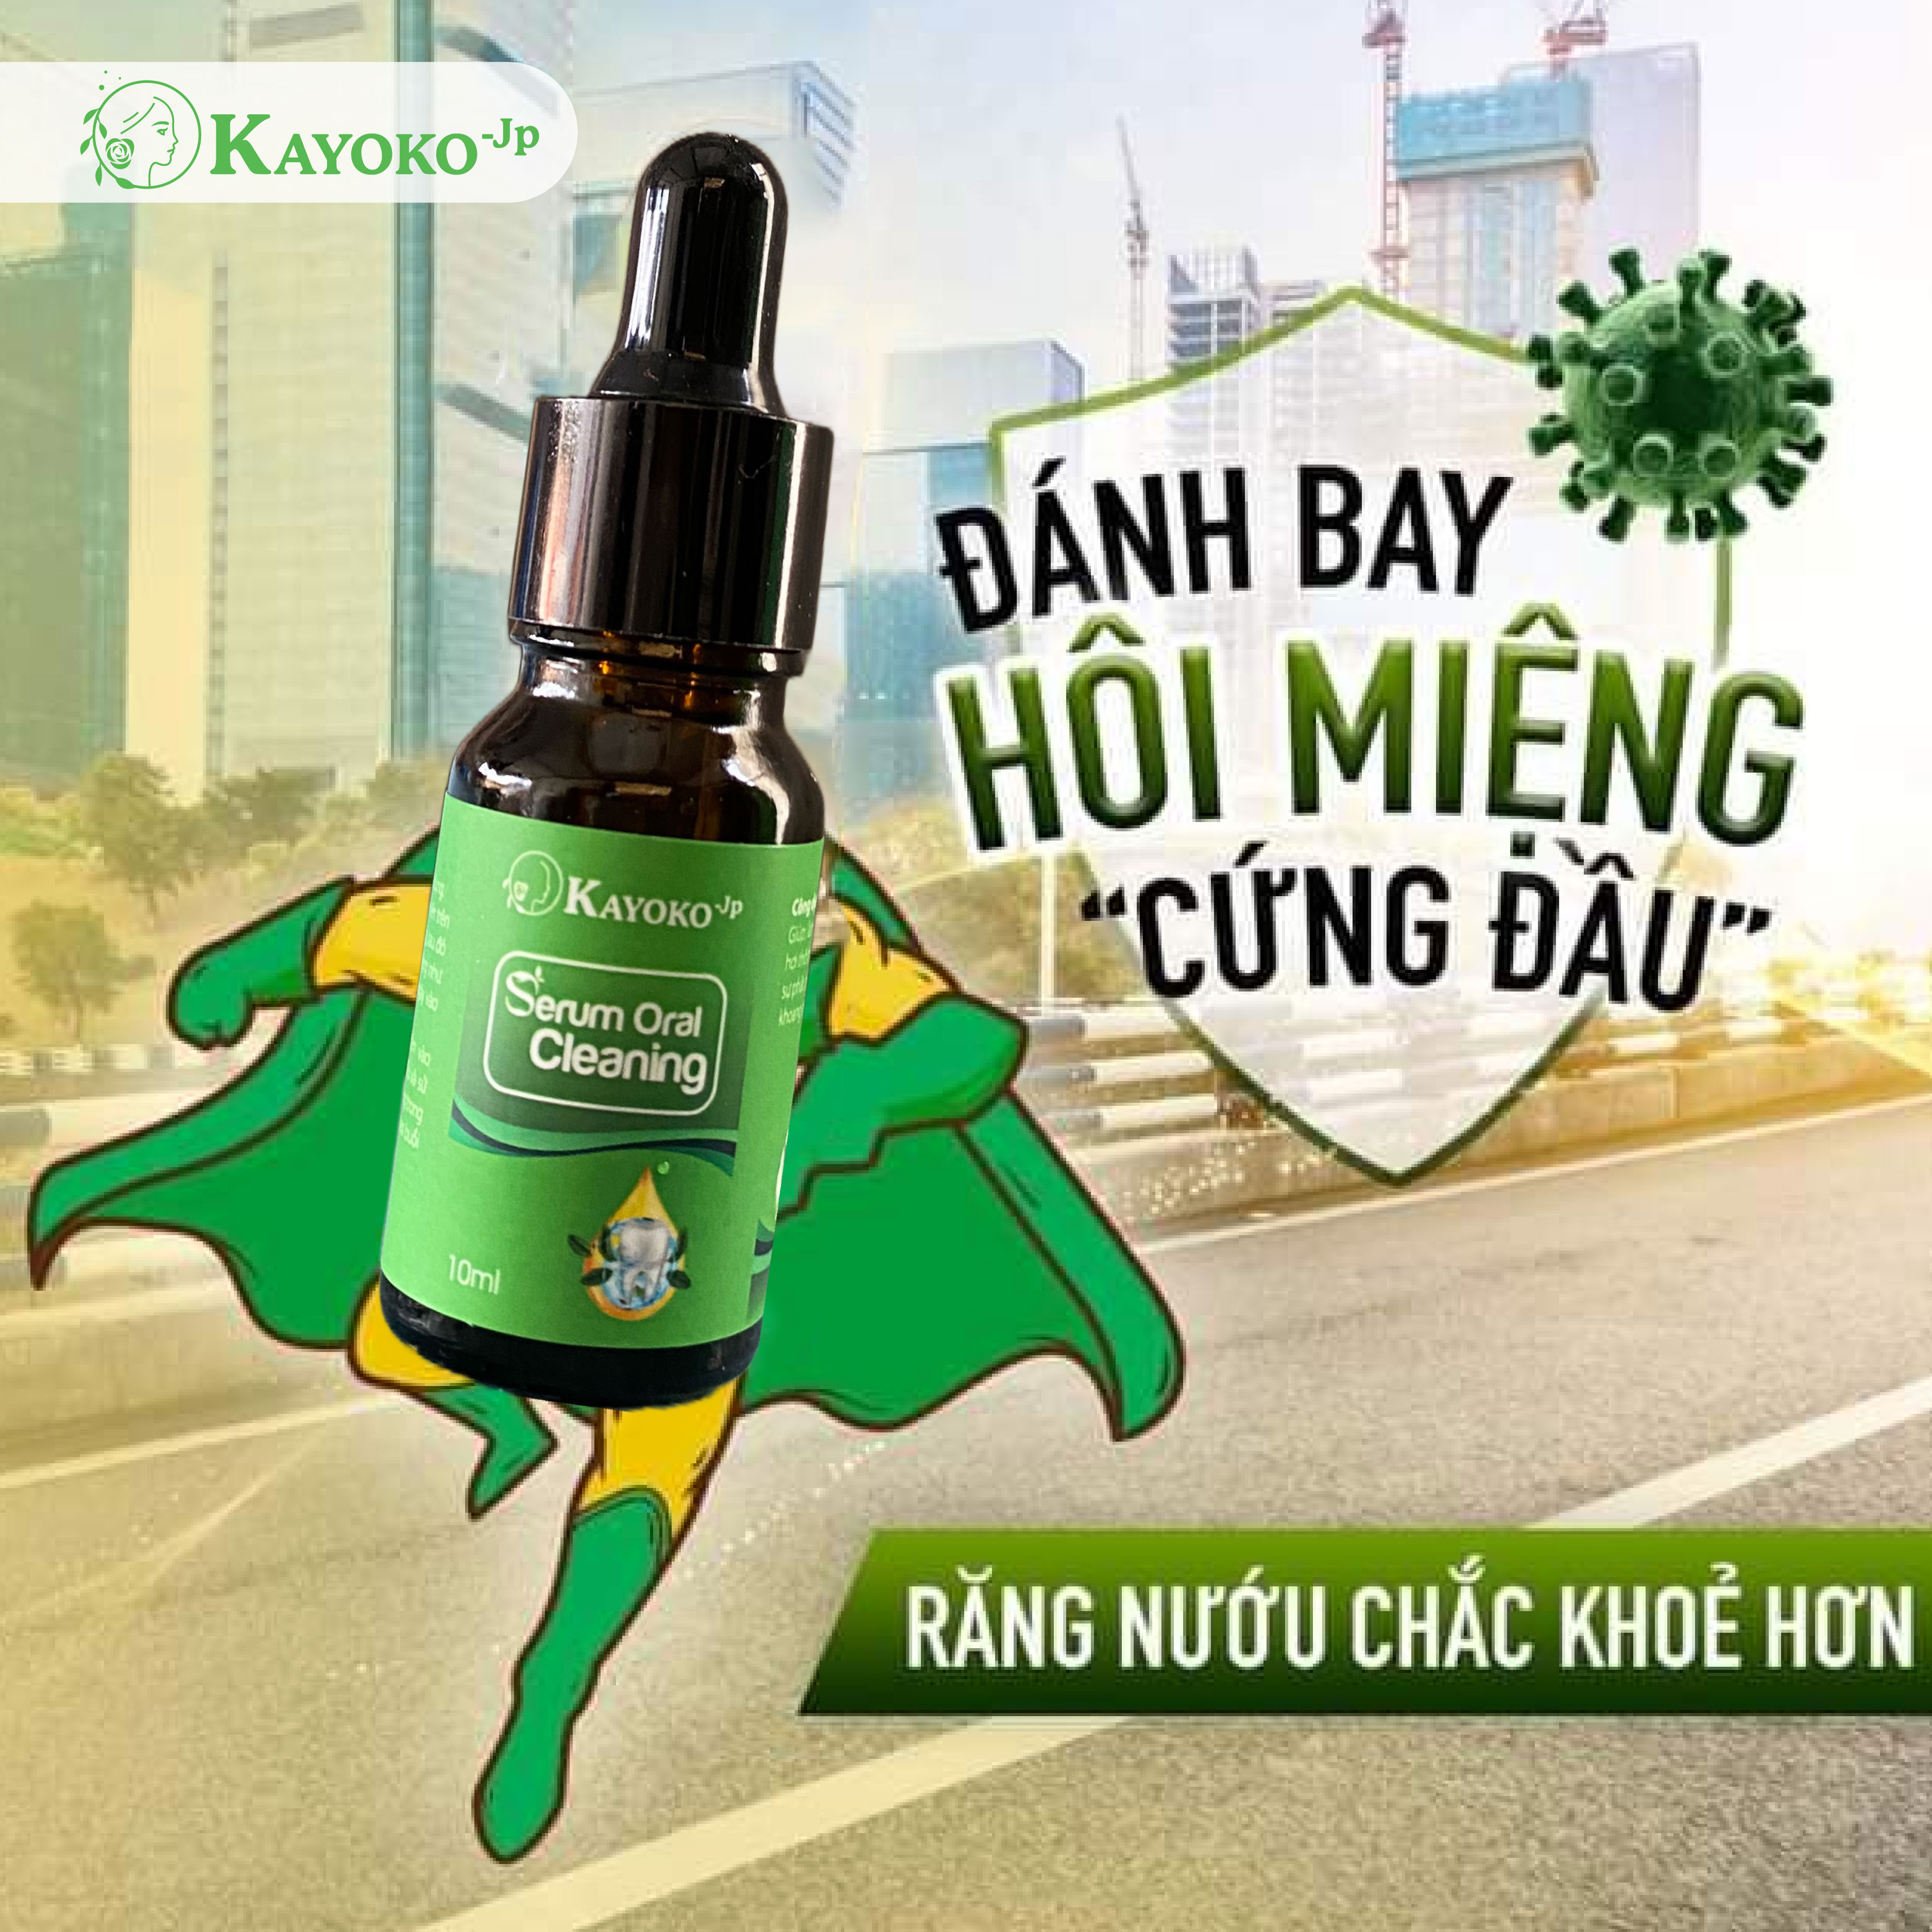 KAYOKO-Jp
ĐÁNH BAY
HÔI MIỆNG
“CỨNG ĐẦU”
KAYOKO-Jp
Serum Oral
Cleaning
10ml
RĂNG NƯỚU CHẮC KHOẺ HƠN